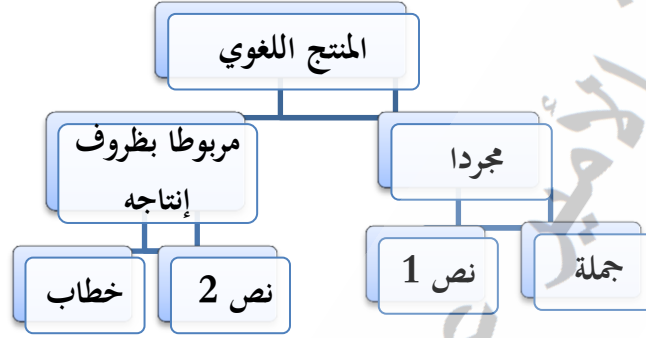 المنتج اللغوي
مجردا
مربوطا بظروف
إنتاجه
جملة
نص 1
نص 2
خطاب